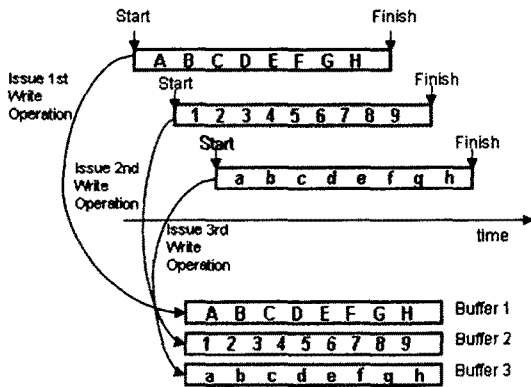 Start Finish
A B C D E F G H
Issue 1st
Write
Operation
Start Finish
1 2 3 4 5 6 7 8 9
Start Finish
a b c d e f g h
Issue 2nd
Write
Operation
Issue 3rd
Write
Operation
time
A B C D E F G H Buffer 1
1 2 3 4 5 6 7 8 9 Buffer 2
a b c d e f g h Buffer 3